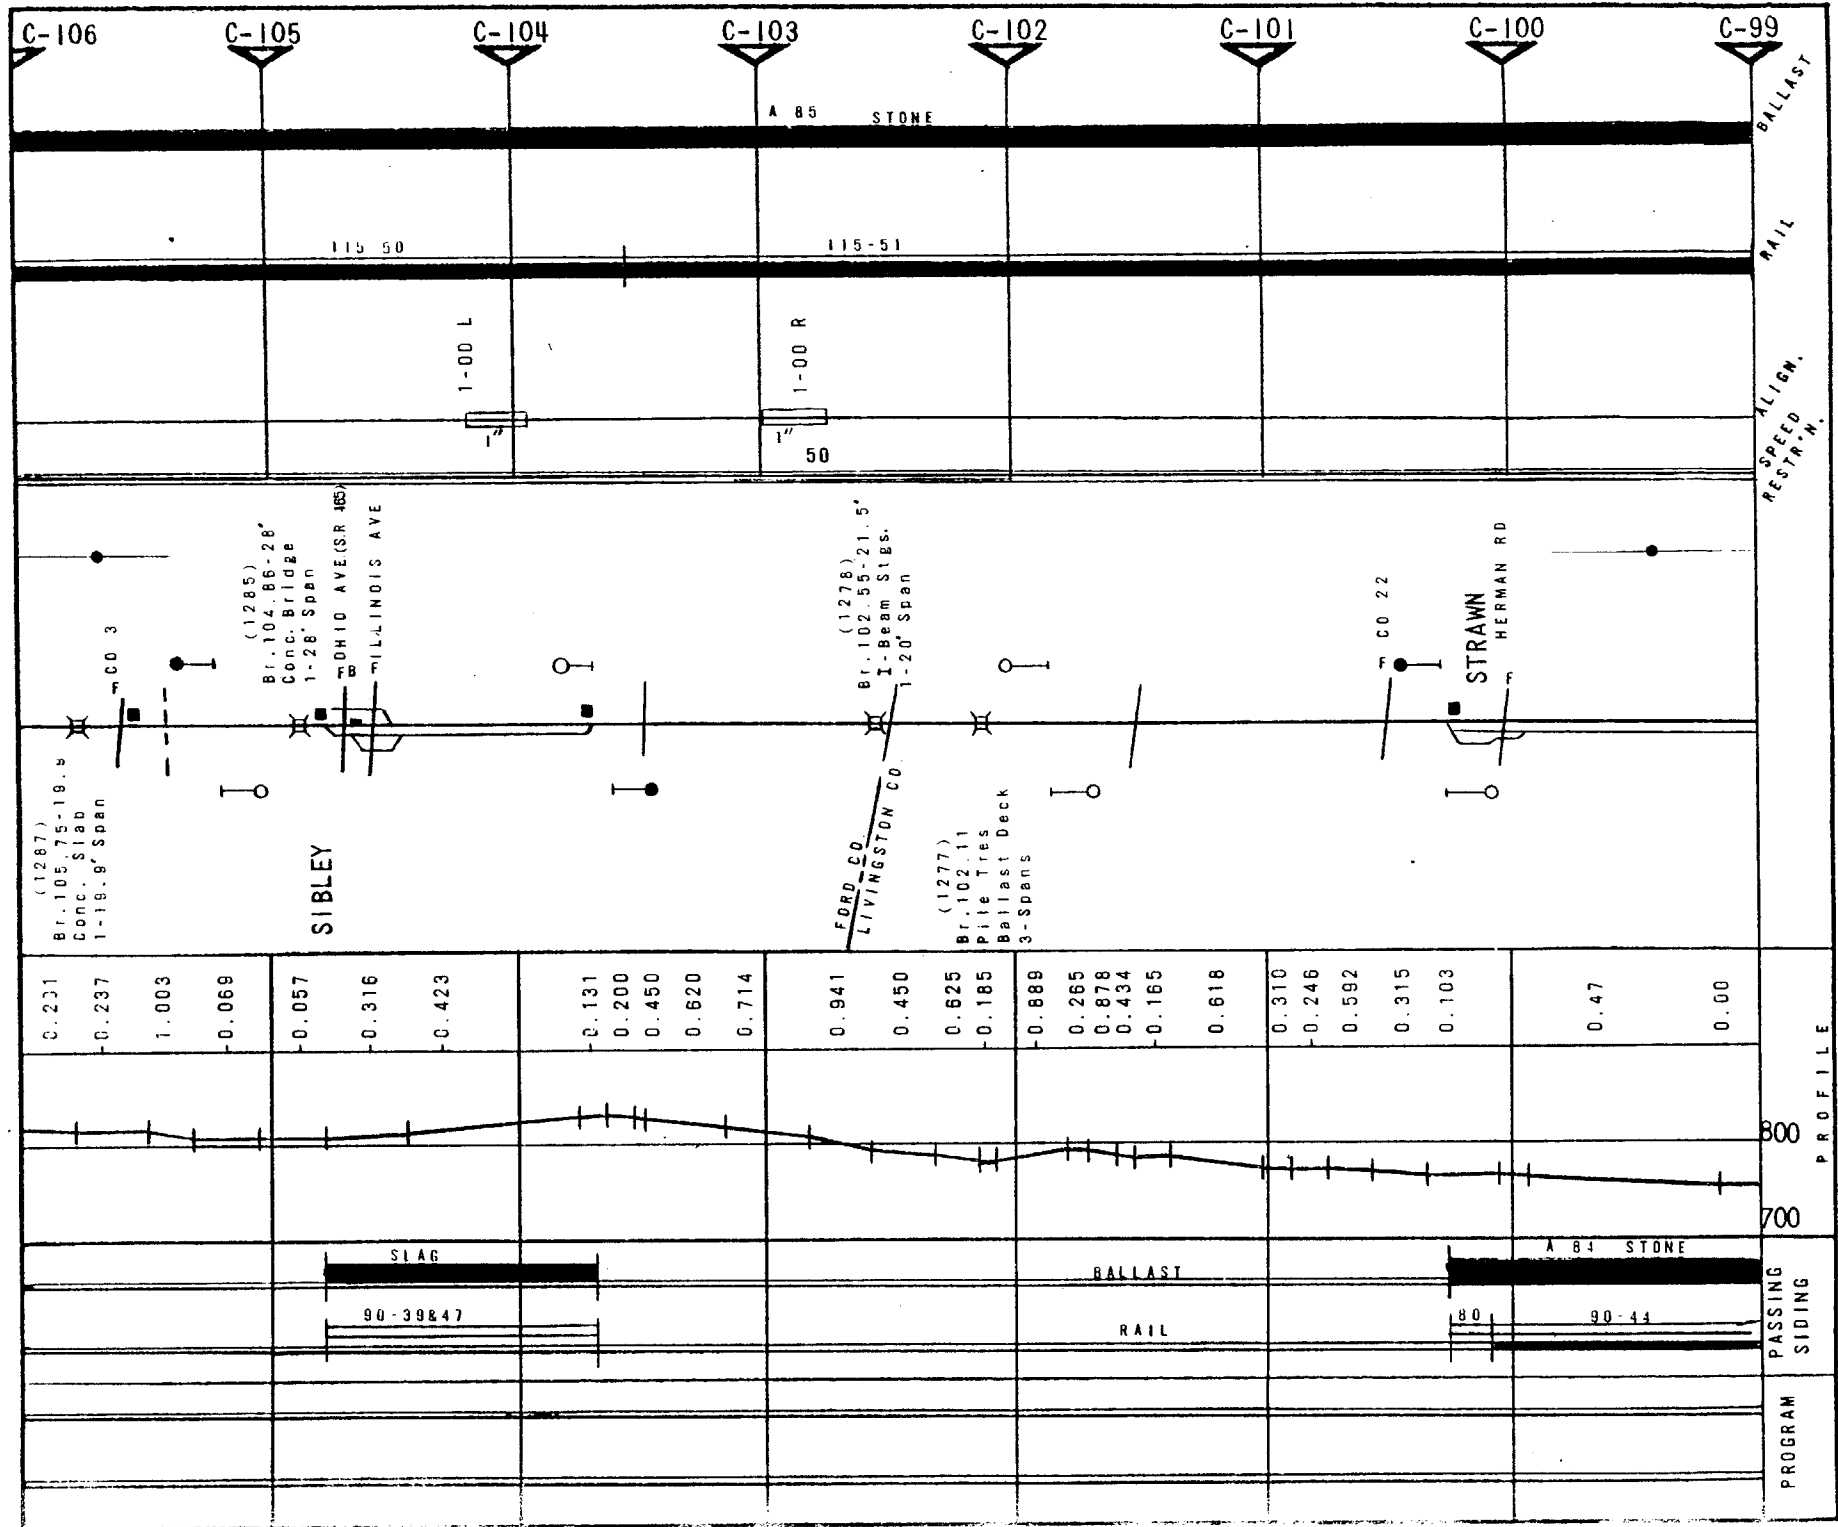 C-106 C-105 C-104 C-103 C-102 C-101 C-100 C-99
BALLAST
A 85 STONE
RAIL
115 50
115-51
ALIGN.
1-00 L
1"
1-00 R
1"
SPEED
RESTR'N.
50
CO 3
F
(1285)
Br.104.86-28'
Conc. Bridge
1-28' Span
OHIO AVE.(S.R. 165)
FB
ILLINOIS AVE
F
(1278)
Br.102.55-21.5'
I-Beam Stgs.
1-20' Span
CO 22
F
STRAWN
HERMAN RD
F
(1287)
Br.105.75-19.9
Conc. Slab
1-19.9' Span
SIBLEY
FORD CO.
LIVINGSTON CO.
(1277)
Br.102.11
Pile Tres
Ballast Deck
3-Spans
0.237
1.003
0.069
0.057
0.316
0.423
0.131
0.200
0.450
0.620
0.714
0.941
0.450
0.625
0.185
0.889
0.265
0.878
0.434
0.165
0.618
0.310
0.246
0.592
0.315
0.103
0.47
0.00
PROFILE
800
700
SLAG
BALLAST
A 84 STONE
90-39&47
RAIL
80
90-44
PASSING
SIDING
PROGRAM